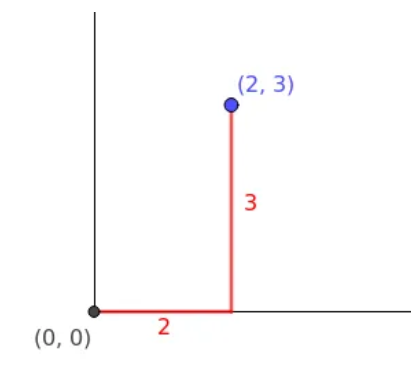 (2, 3)
3
2
(0, 0)